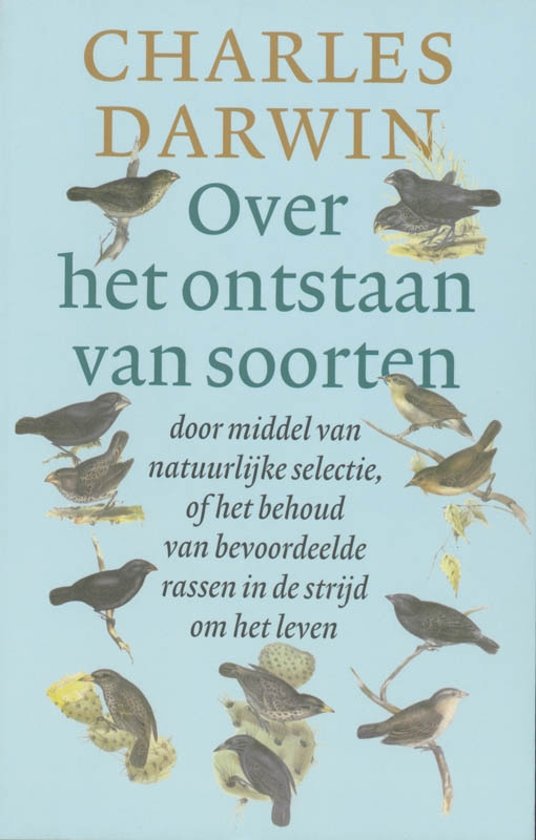 CHARLES
DARWIN
Over
het ontstaan
van soorten
door middel van
natuurlijke selectie,
of het behoud
van bevoordeelde
rassen in de strijd
om het leven